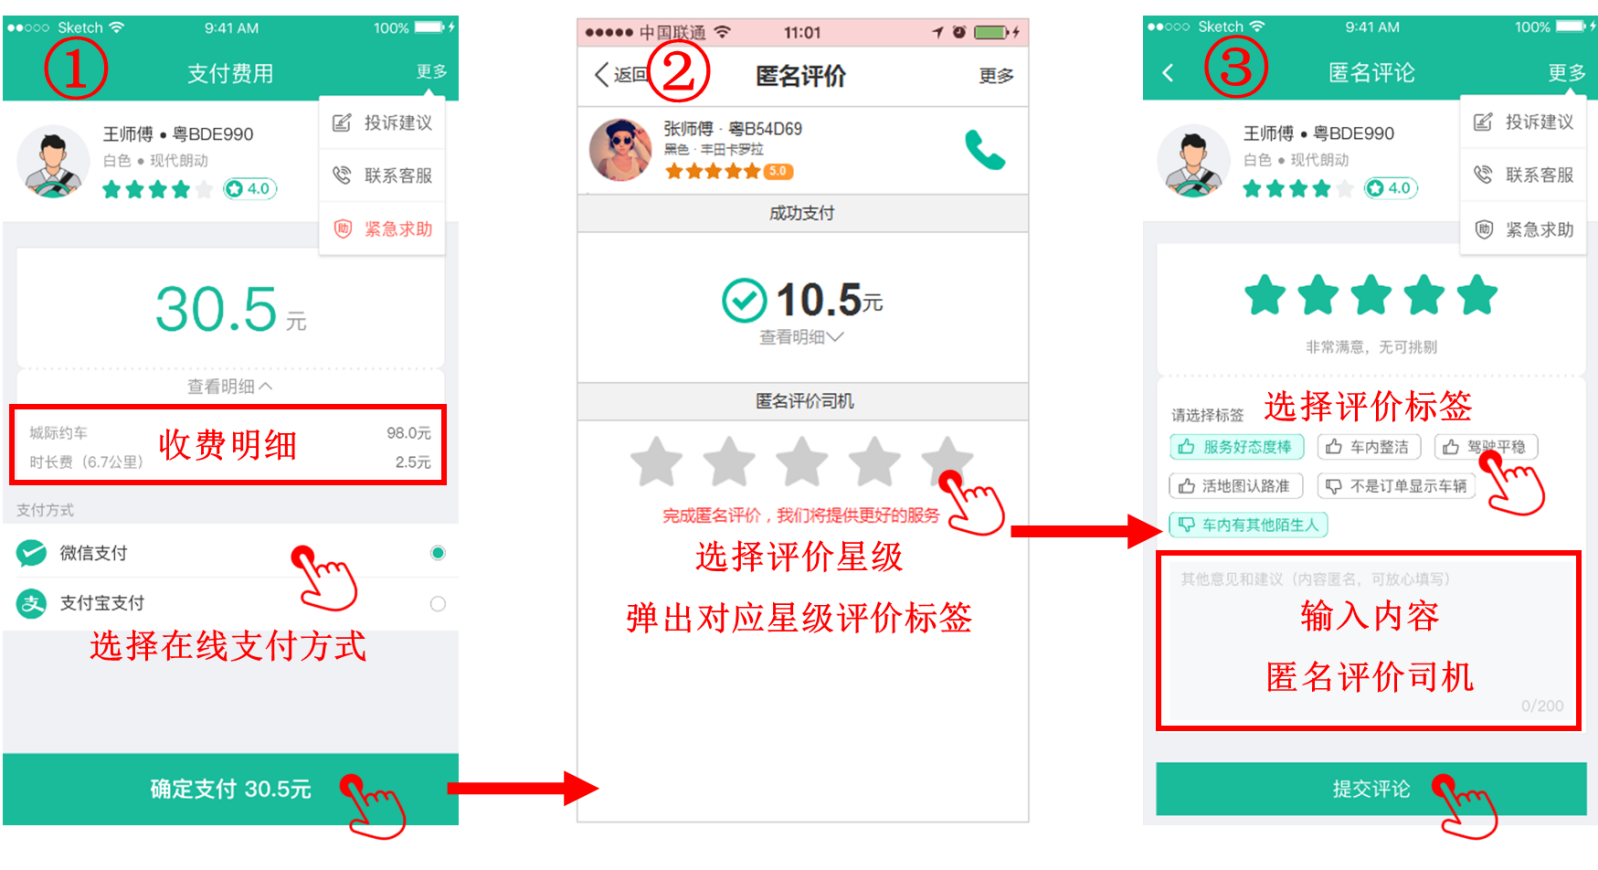 Sketch 9:41 AM 100%
①
支付费用
更多
投诉建议
联系客服
助 紧急求助
王师傅 • 粤BDE990
白色 • 现代朗动
4.0
30.5 元
查看明细
城际约车 98.0元
时长费（6.7公里） 2.5元
收费明细
支付方式
微信支付
支 支付宝支付
选择在线支付方式
确定支付 30.5元
中国联通 11:01
返回
②
匿名评价
更多
张师傅 · 粤B54D69
黑色 · 丰田卡罗拉
5.0
成功支付
10.5元
查看明细
匿名评价司机
完成匿名评价，我们将提供更好的服务
选择评价星级
弹出对应星级评价标签
Sketch 9:41 AM 100%
③
匿名评论
更多
投诉建议
联系客服
助 紧急求助
王师傅 • 粤BDE990
白色 • 现代朗动
4.0
非常满意，无可挑剔
请选择标签
选择评价标签
服务好态度棒 车内整洁 驾驶平稳
活地图认路准 不是订单显示车辆
车内有其他陌生人
其他意见和建议（内容匿名，可放心填写）
输入内容
匿名评价司机
0/200
提交评论